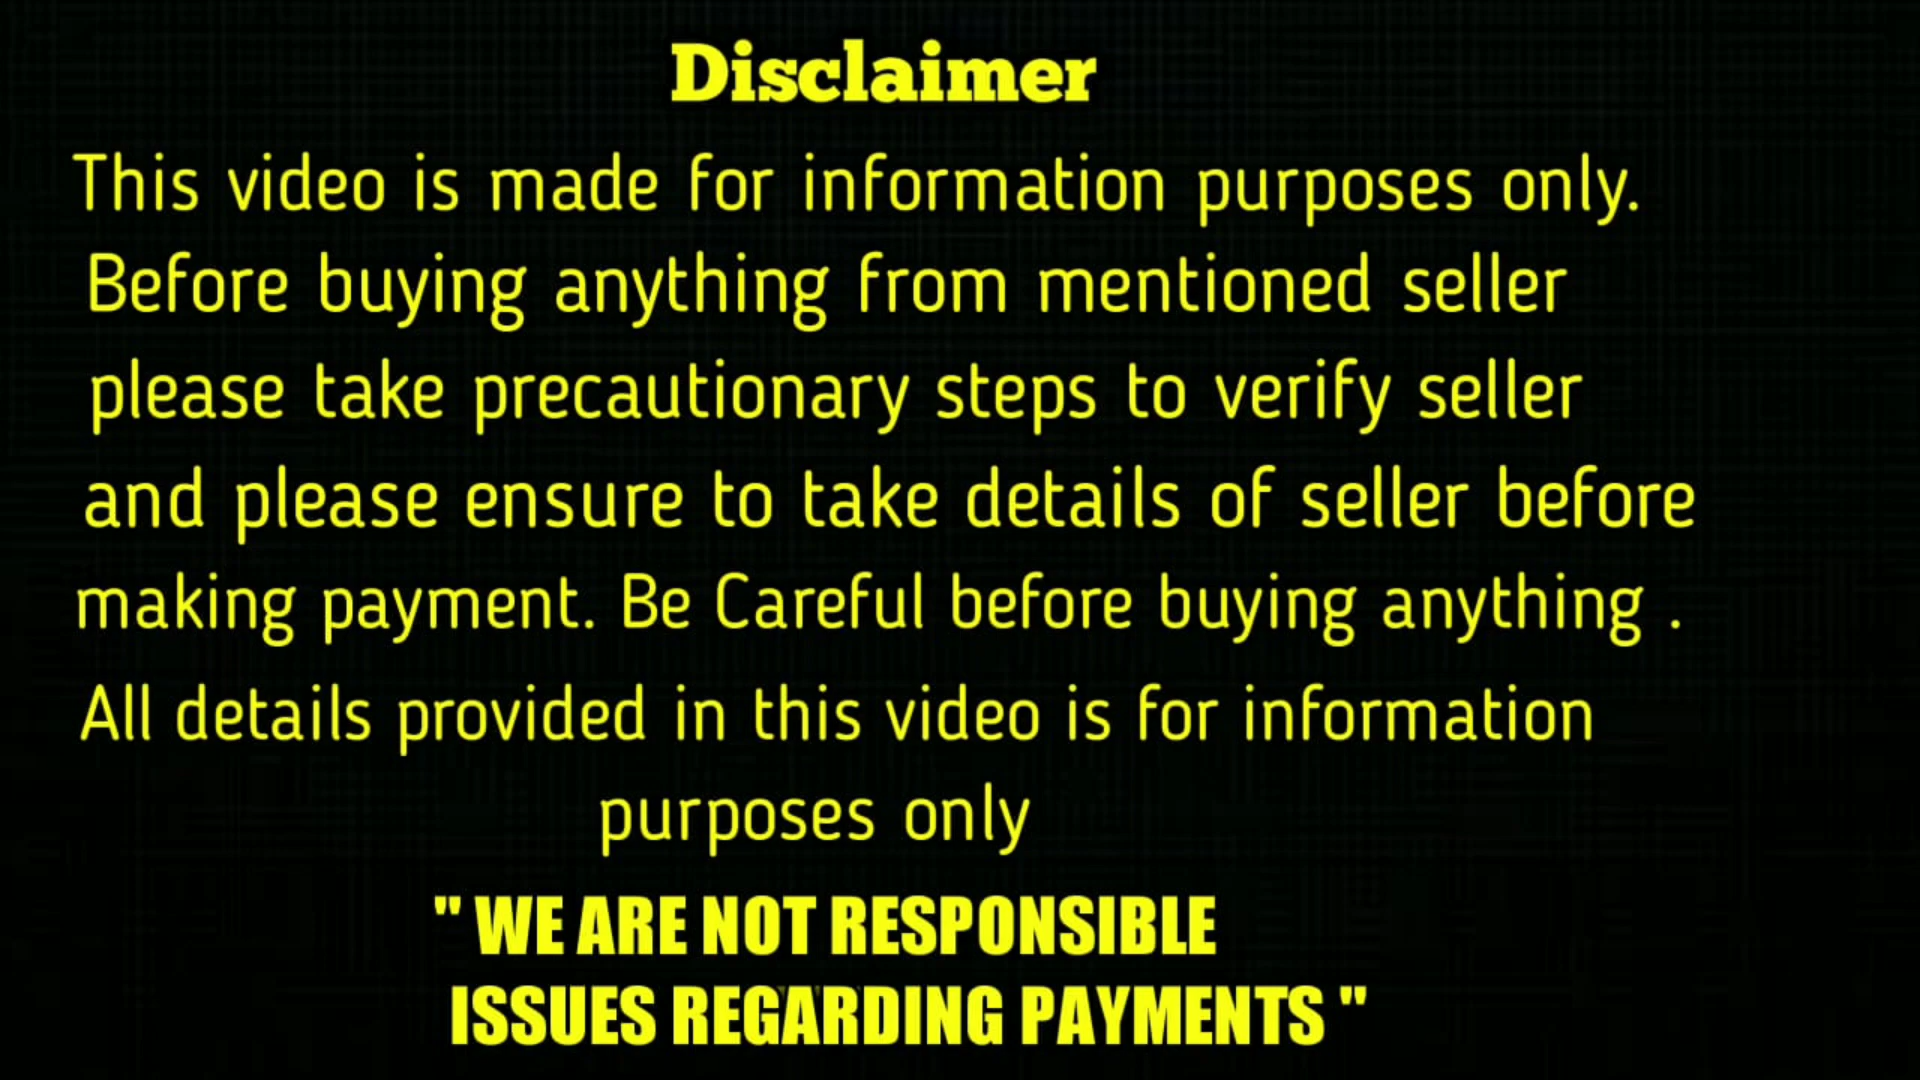 Disclaimer
This video is made for information purposes only.
Before buying anything from mentioned seller
please take precautionary steps to verify seller
and please ensure to take details of seller before
making payment. Be Careful before buying anything .
All details provided in this video is for information
purposes only
" WE ARE NOT RESPONSIBLE
ISSUES REGARDING PAYMENTS "